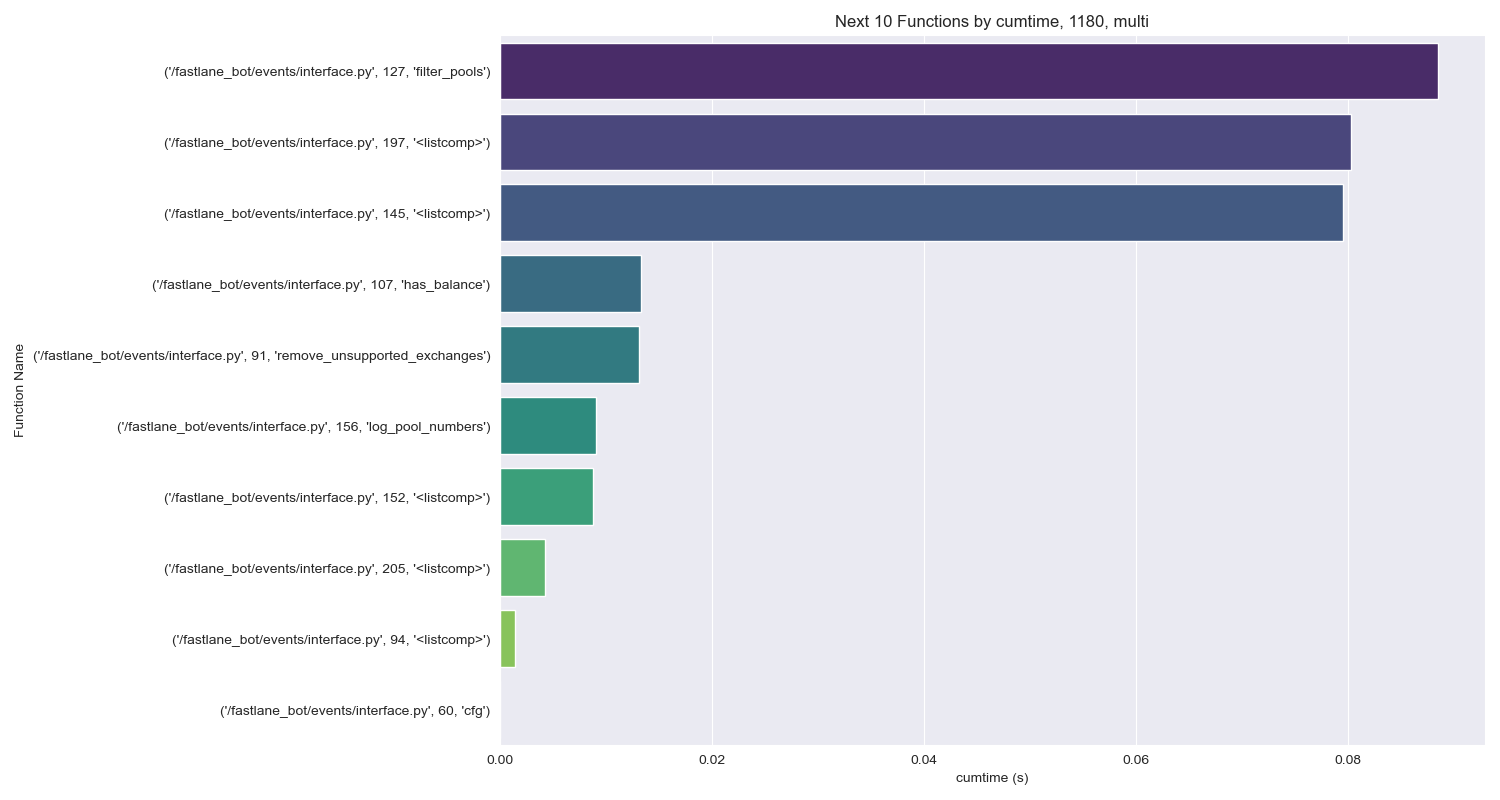 Next 10 Functions by cumtime, 1180, multi
Function Name
('/fastlane_bot/events/interface.py', 127, 'filter_pools')
('/fastlane_bot/events/interface.py', 197, '<listcomp>')
('/fastlane_bot/events/interface.py', 145, '<listcomp>')
('/fastlane_bot/events/interface.py', 107, 'has_balance')
('/fastlane_bot/events/interface.py', 91, 'remove_unsupported_exchanges')
('/fastlane_bot/events/interface.py', 156, 'log_pool_numbers')
('/fastlane_bot/events/interface.py', 152, '<listcomp>')
('/fastlane_bot/events/interface.py', 205, '<listcomp>')
('/fastlane_bot/events/interface.py', 94, '<listcomp>')
('/fastlane_bot/events/interface.py', 60, 'cfg')
0.00 0.02 0.04 0.06 0.08
cumtime (s)